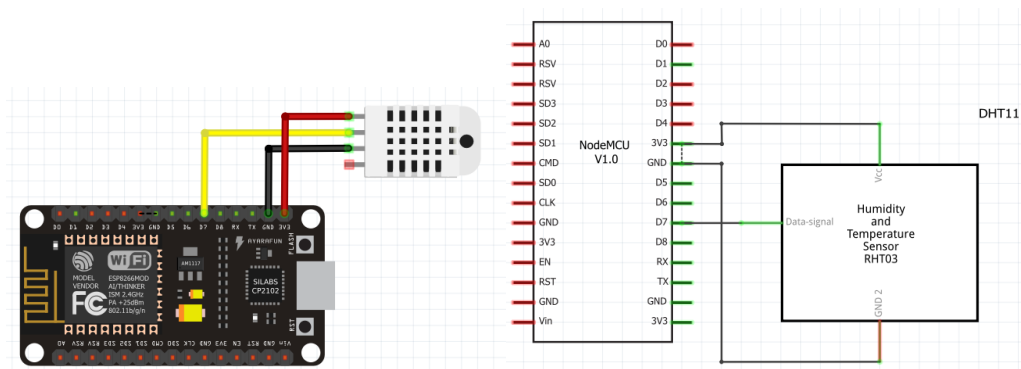 D0 D1 D2 D3 D4 3V3 GND D5 D6 D7 D8 RX TX GND 3V3
AYARAFUN
FLASH
WiFi
MODEL
VENDOR
ESP8266MOD
AI/THINKER
ISM 2.4GHz
PA +25dBm
802.11b/g/n
FC
AM1117
SILABS
CP2102
RST
A0 RSV RSV SD3 SD2 SD1 CMD SD0 CLK GND 3V3 EN RST GND Vin
A0
RSV
RSV
SD3
SD2
SD1
CMD
SD0
CLK
GND
3V3
EN
RST
GND
Vin
NodeMCU
V1.0
D0
D1
D2
D3
D4
3V3
GND
D5
D6
D7
D8
RX
TX
GND
3V3
DHT11
Vcc
Data-signal
Humidity
and
Temperature
Sensor
RHT03
GND 2